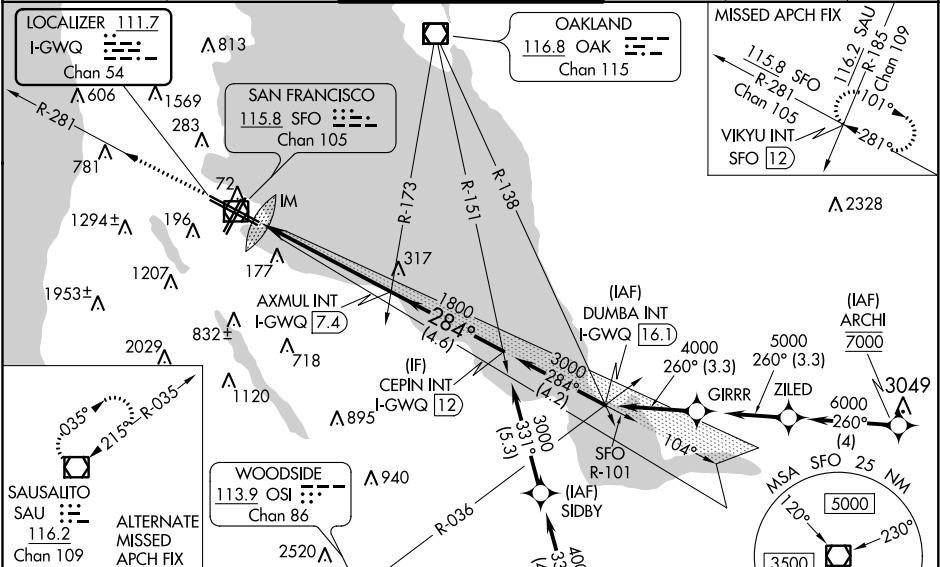 LOCALIZER 111.7
I-GWQ
Chan 54
813
OAKLAND
116.8 OAK
Chan 115
MISSED APCH FIX
115.8 SFO
R-281
Chan 105
116.2 SAU
R-185
Chan 109
101°
281°
VIKYU INT
SFO 12
R-281
606
1569
283
781
SAN FRANCISCO
115.8 SFO
Chan 105
72
IM
R-173
R-151
R-138
2328
1294±
196
177
317
1207
1953±
AXMUL INT
I-GWQ 7.4
1800
284°
(4.6)
(IAF)
DUMBA INT
I-GWQ 16.1
(IAF)
ARCHI
7000
832±
718
2029
1120
(IF)
CEPIN INT
I-GWQ 12
3000
284°
(4.2)
4000
260° (3.3)
5000
260° (3.3)
GIRRR
ZILED
3049
6000
260°
(4)
895
3000
331°
(5.3)
SFO
R-101
104°
035°
R-035
215°
SAUSALITO
SAU
116.2
Chan 109
ALTERNATE
MISSED
APCH FIX
WOODSIDE
113.9 OSI
Chan 86
940
2520
R-036
(IAF)
SIDBY
MSA SFO 25 NM
120°
5000
230°
3500